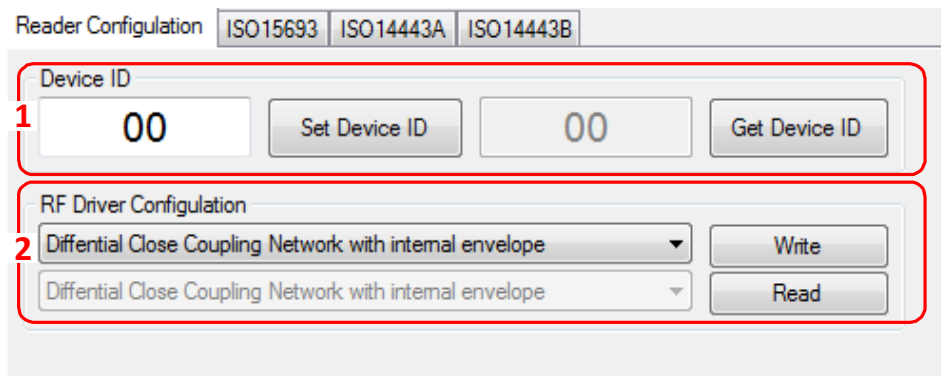 Reader Configulation ISO15693 ISO14443A ISO14443B
Device ID
1 00 Set Device ID 00 Get Device ID
RF Driver Configulation
2 Diffential Close Coupling Network with internal envelope Write
Diffential Close Coupling Network with internal envelope Read